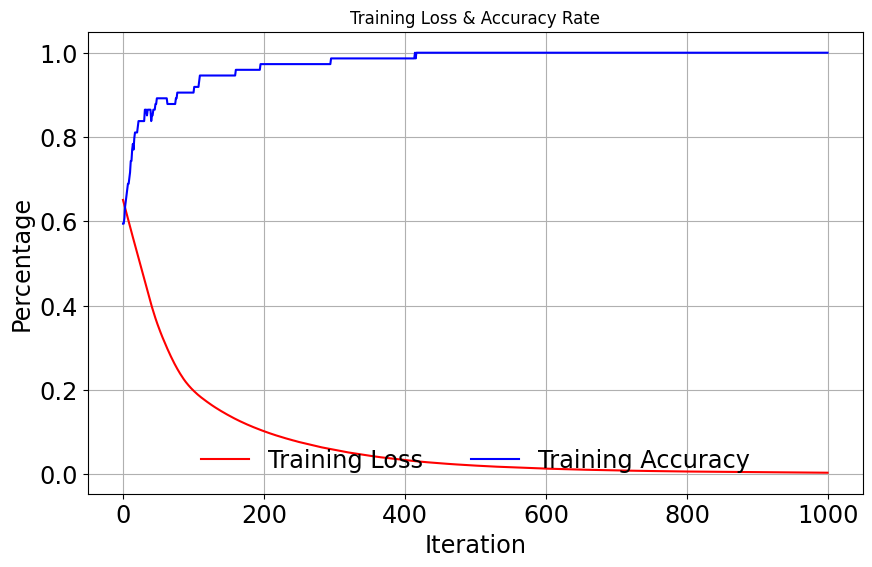 Training Loss & Accuracy Rate
1.0
0.8
0.6
0.4
0.2
0.0
Percentage
Training Loss
Training Accuracy
0 200 400 600 800 1000
Iteration